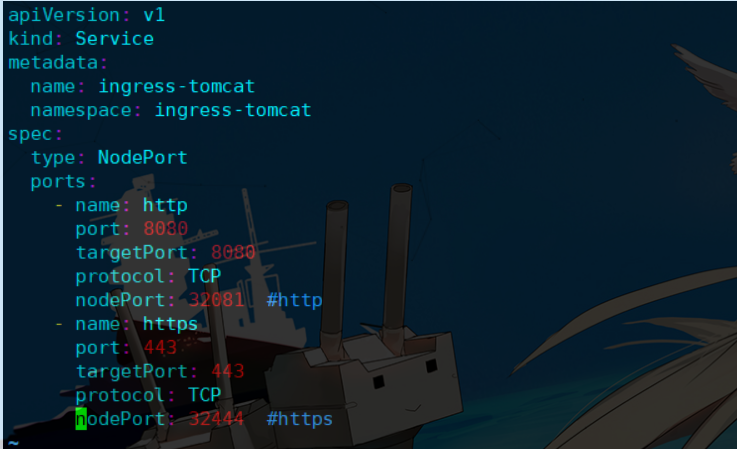 apiVersion: v1
kind: Service
metadata:
  name: ingress-tomcat
  namespace: ingress-tomcat
spec:
  type: NodePort
  ports:
    - name: http
      port: 8080
      targetPort: 8080
      protocol: TCP
      nodePort: 32081  #http
    - name: https
      port: 443
      targetPort: 443
      protocol: TCP
      nodePort: 32444  #https
~